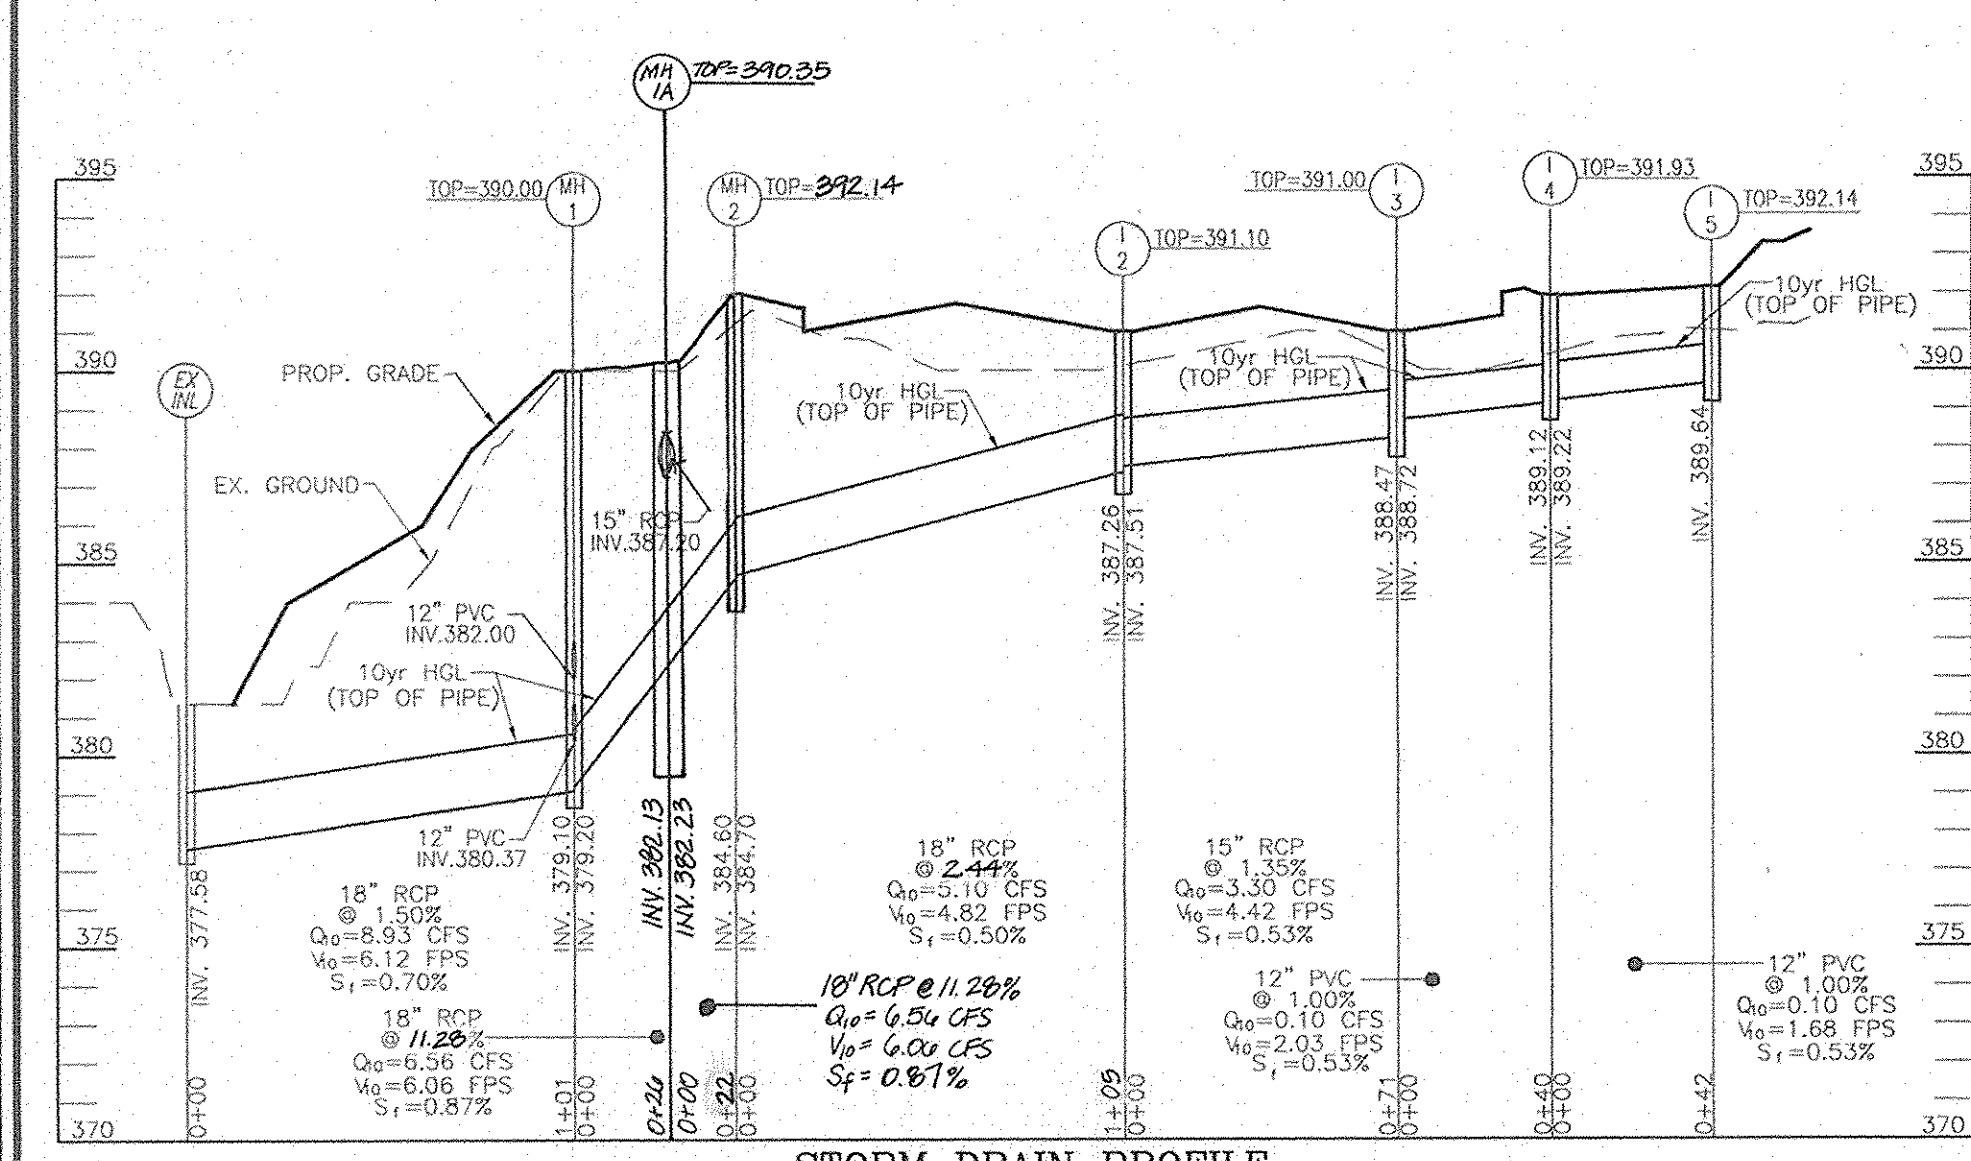 MH
1A
TOP=390.35
395
TOP=390.00
MH
1
MH
2
TOP=392.14
TOP=391.00
I
3
I
4
TOP=391.93
395
I
5
TOP=392.14
I
2
TOP=391.10
10yr HGL
(TOP OF PIPE)
390
EX
INL
PROP. GRADE
10yr HGL
(TOP OF PIPE)
10yr HGL
(TOP OF PIPE)
390
EX. GROUND
15" RCP
INV.387.20
385
385
INV. 387.26
INV. 387.51
INV. 388.47
INV. 388.72
INV. 389.12
INV. 389.22
INV. 389.64
12" PVC
INV.382.00
10yr HGL
(TOP OF PIPE)
380
380
12" PVC
INV.380.37
INV. 377.58
INV. 379.10
INV. 379.20
INV. 382.13
INV. 382.23
INV. 384.60
INV. 384.70
18" RCP
@ 1.50%
Q10=8.93 CFS
V10=6.12 FPS
Sf=0.70%
18" RCP
@ 2.44%
Q10=5.10 CFS
V10=4.82 FPS
Sf=0.50%
15" RCP
@ 1.35%
Q10=3.30 CFS
V10=4.42 FPS
Sf=0.53%
375
375
18" RCP
@ 11.28%
Q10=6.56 CFS
V10=6.06 FPS
Sf=0.87%
18" RCP @ 11.28%
Q10= 6.56 CFS
V10= 6.06 CFS
Sf= 0.87%
12" PVC
@ 1.00%
Q10=0.10 CFS
V10=2.03 FPS
Sf=0.53%
12" PVC
@ 1.00%
Q10=0.10 CFS
V10=1.68 FPS
Sf=0.53%
370
0+00
1+01
0+00
0+26
0+00
0+22
0+00
1+05
0+00
0+71
0+00
0+40
0+00
0+42
370
STORM DRAIN PROFILE